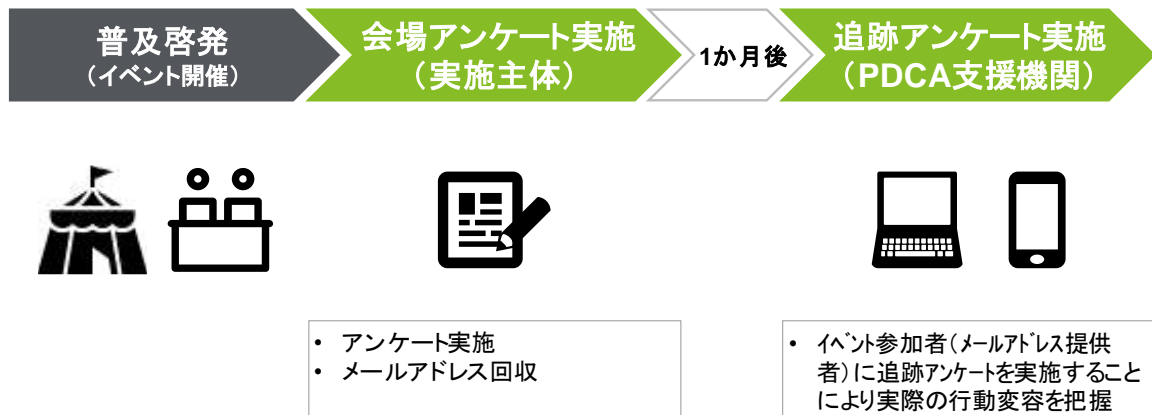 普及啓発
（イベント開催）
会場アンケート実施
（実施主体）
1か月後
追跡アンケート実施
（PDCA支援機関）
• アンケート実施
• メールアドレス回収
• イベント参加者（メールアドレス提供
者）に追跡アンケートを実施すること
により実際の行動変容を把握